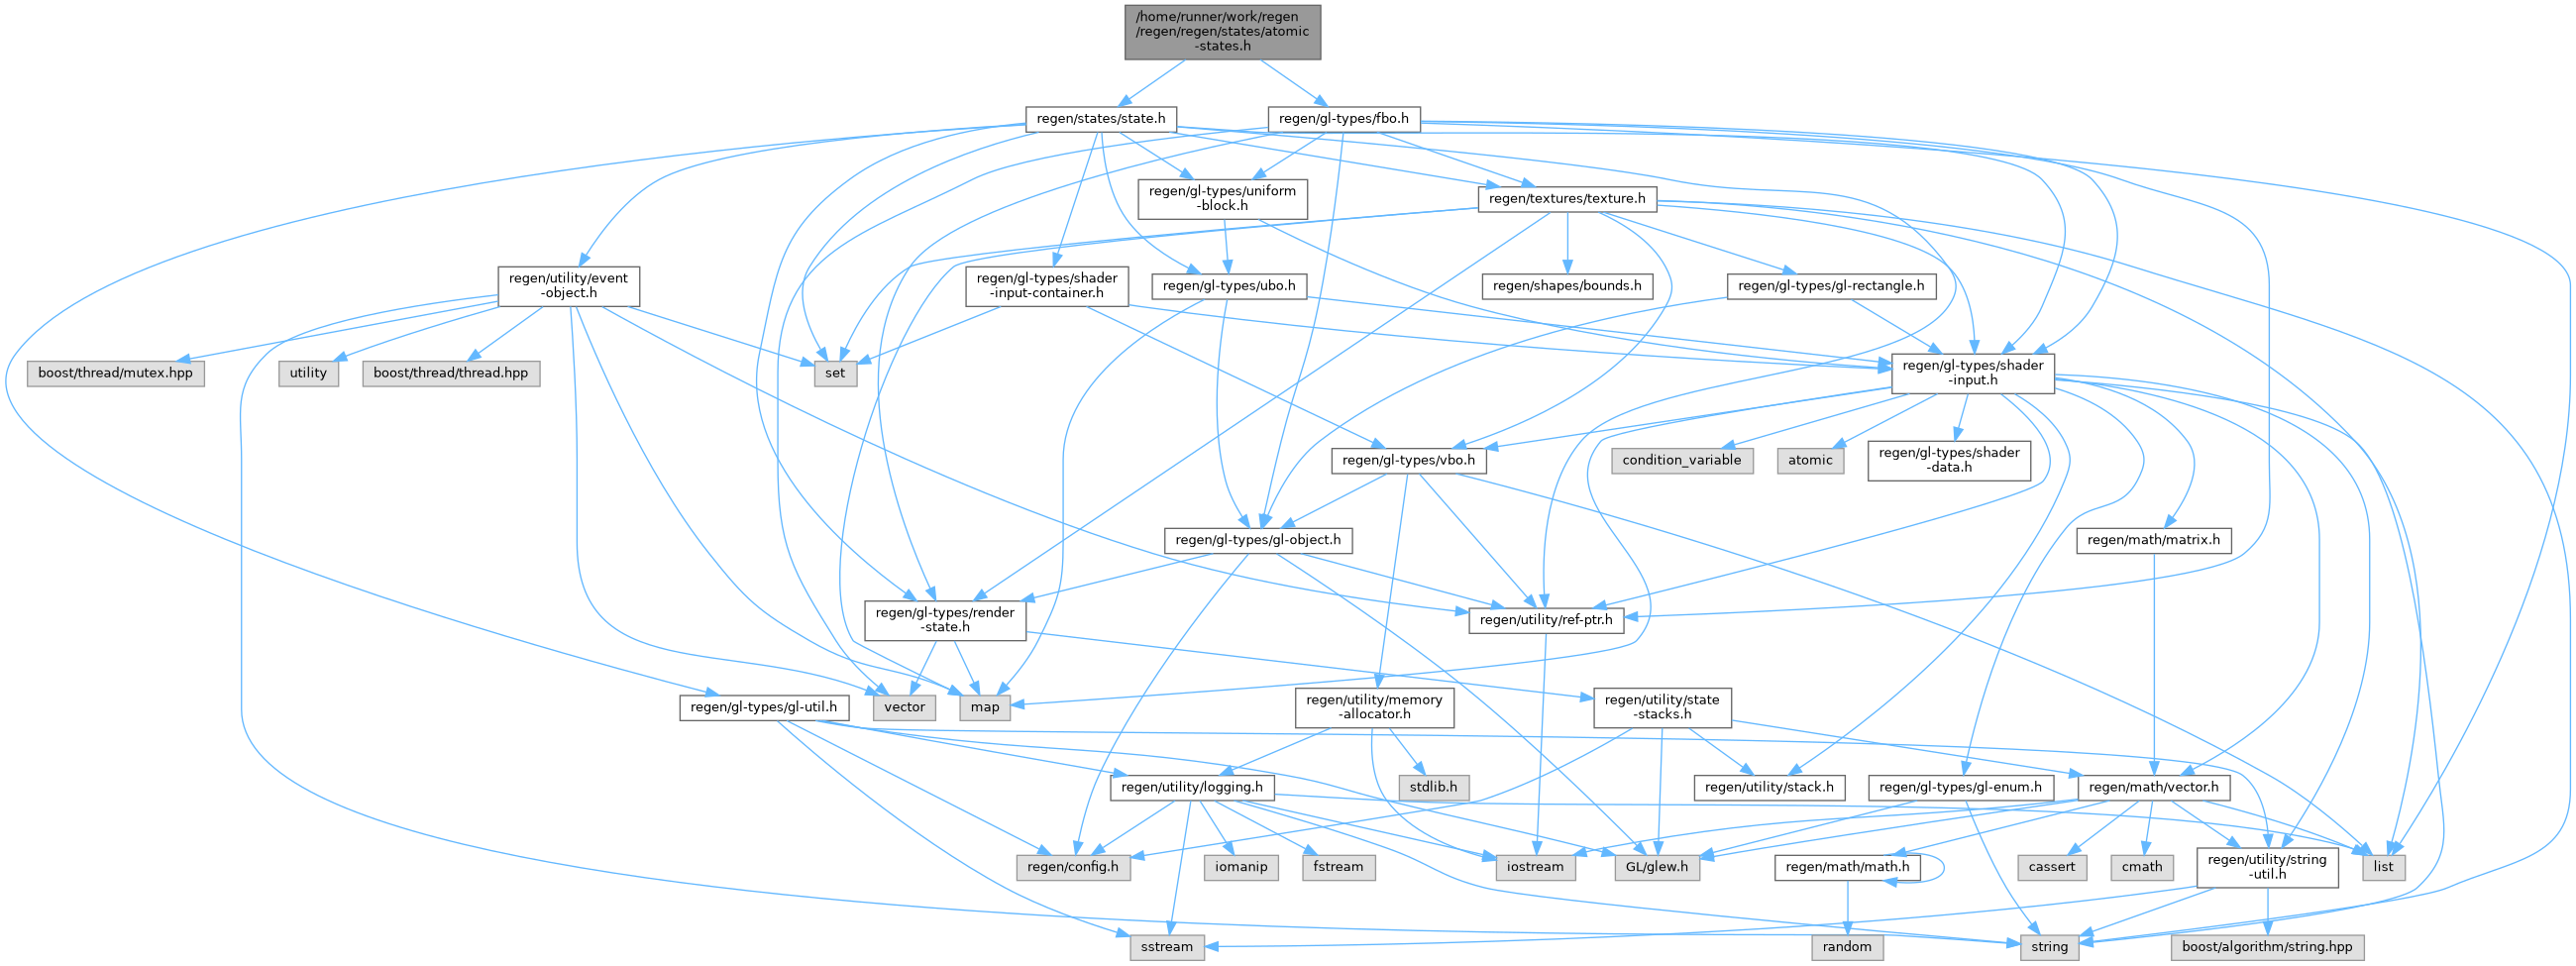 /home/runner/work/regen
/regen/regen/states/atomic
-states.h
regen/states/state.h
regen/gl-types/fbo.h
regen/gl-types/uniform
-block.h
regen/textures/texture.h
regen/utility/event
-object.h
regen/gl-types/shader
-input-container.h
regen/gl-types/ubo.h
regen/shapes/bounds.h
regen/gl-types/gl-rectangle.h
boost/thread/mutex.hpp
utility
boost/thread/thread.hpp
set
regen/gl-types/shader
-input.h
regen/gl-types/vbo.h
condition_variable
atomic
regen/gl-types/shader
-data.h
regen/gl-types/gl-object.h
regen/math/matrix.h
regen/gl-types/render
-state.h
regen/utility/ref-ptr.h
regen/gl-types/gl-util.h
vector
map
regen/utility/memory
-allocator.h
regen/utility/state
-stacks.h
regen/utility/logging.h
stdlib.h
regen/utility/stack.h
regen/gl-types/gl-enum.h
regen/math/vector.h
regen/config.h
iomanip
fstream
iostream
GL/glew.h
regen/math/math.h
cassert
cmath
regen/utility/string
-util.h
list
sstream
random
string
boost/algorithm/string.hpp